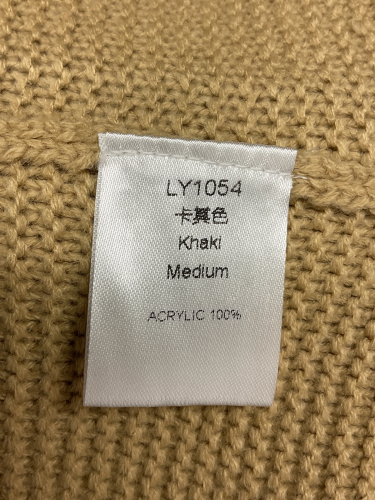 LY1054
卡其色
Khaki
Medium
ACRYLIC 100%